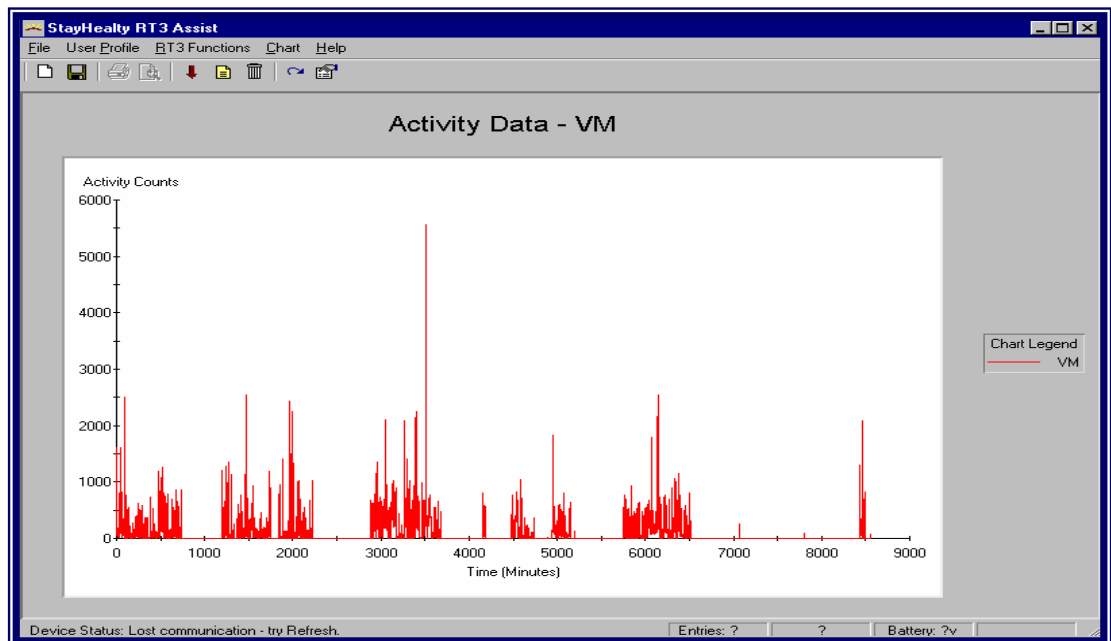 StayHealty RT3 Assist
File User Profile RT3 Functions Chart Help
Activity Data - VM
Activity Counts
6000
5000
4000
3000
2000
1000
0
0 1000 2000 3000 4000 5000 6000 7000 8000 9000
Time (Minutes)
Chart Legend
VM
Device Status: Lost communication - try Refresh. Entries: ? ? Battery: ?v